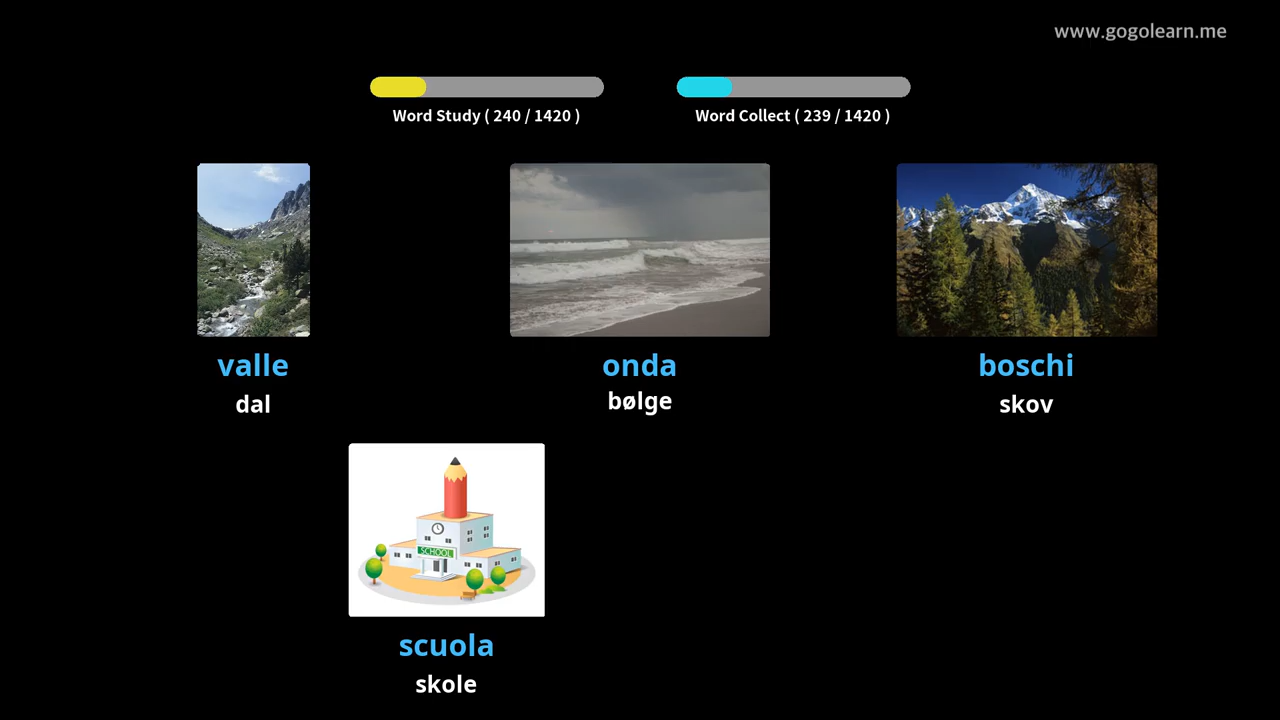 www.gogolearn.me
Word Study ( 240 / 1420 )
Word Collect ( 239 / 1420 )
valle
dal
onda
bølge
boschi
skov
SCHOOL
scuola
skole